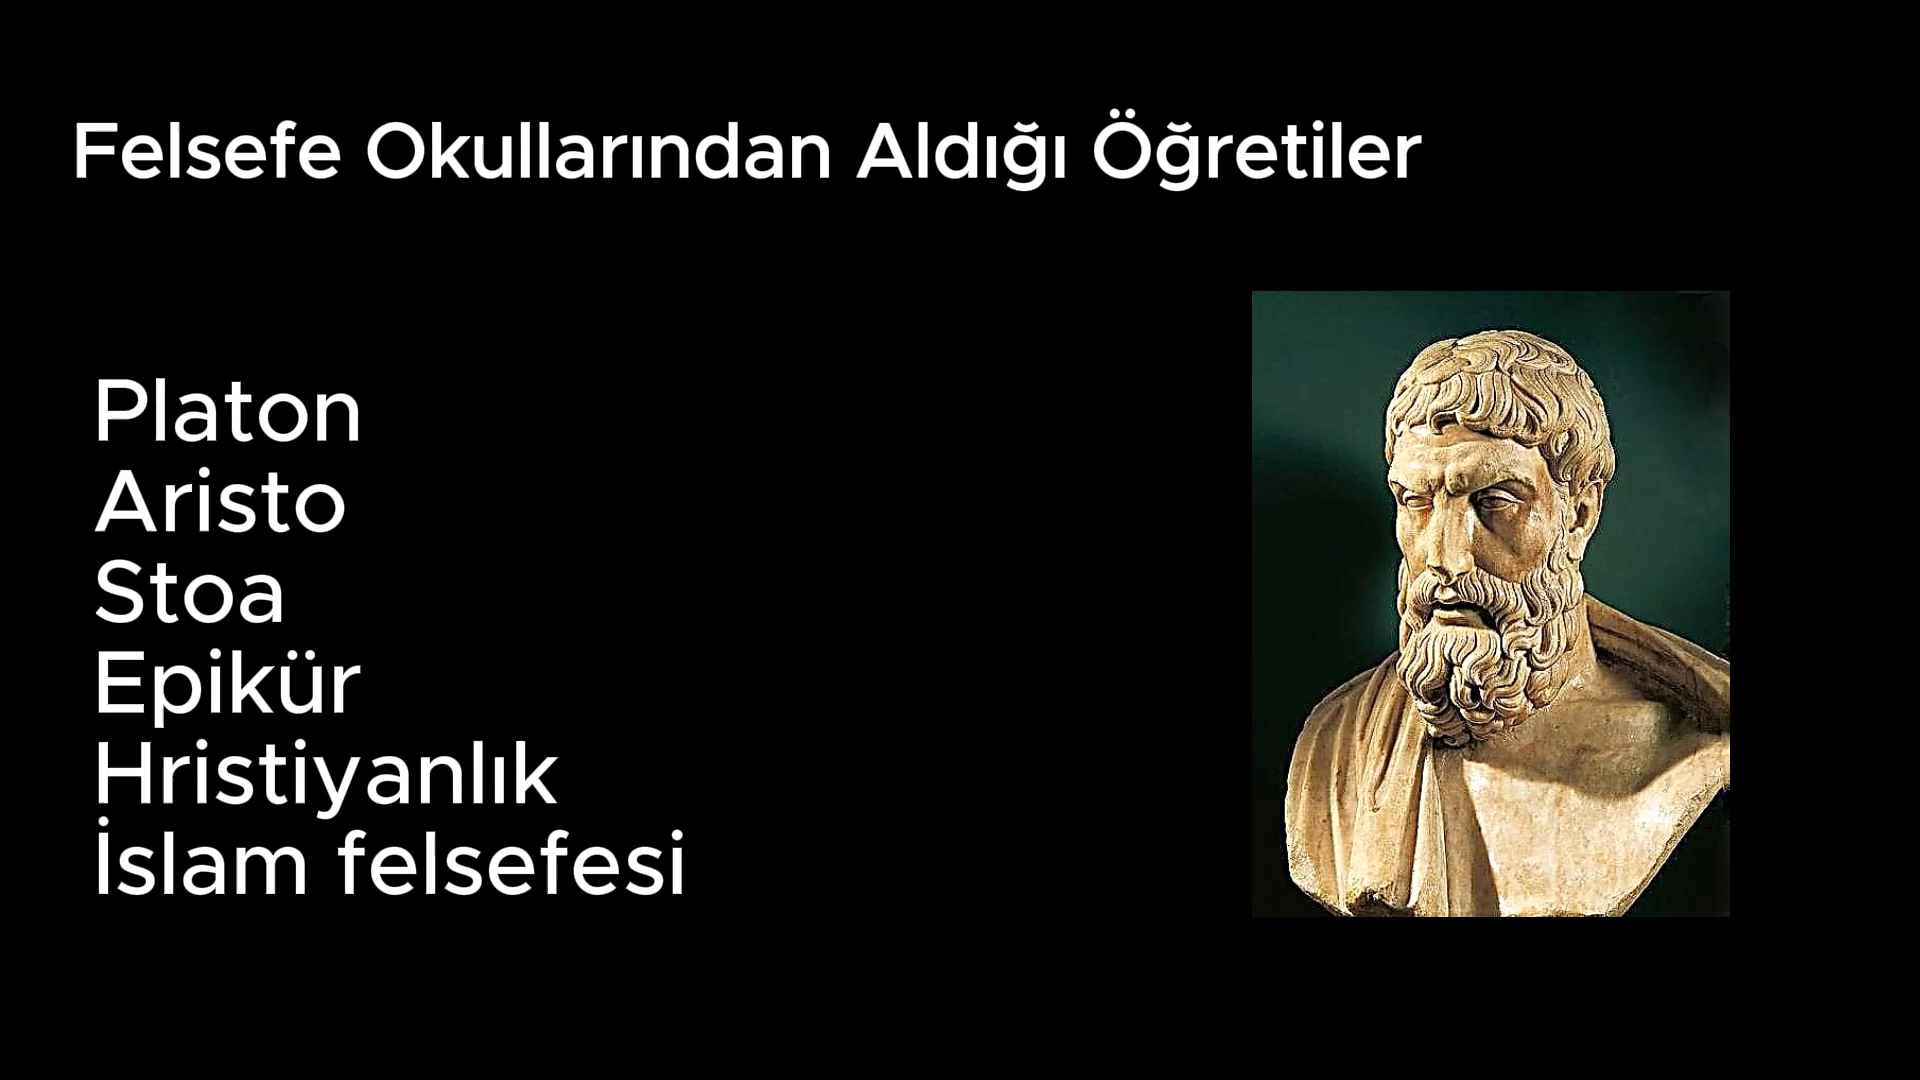 Felsefe Okullarından Aldığı Öğretiler
Platon
Aristo
Stoa
Epikür
Hristiyanlık
İslam felsefesi